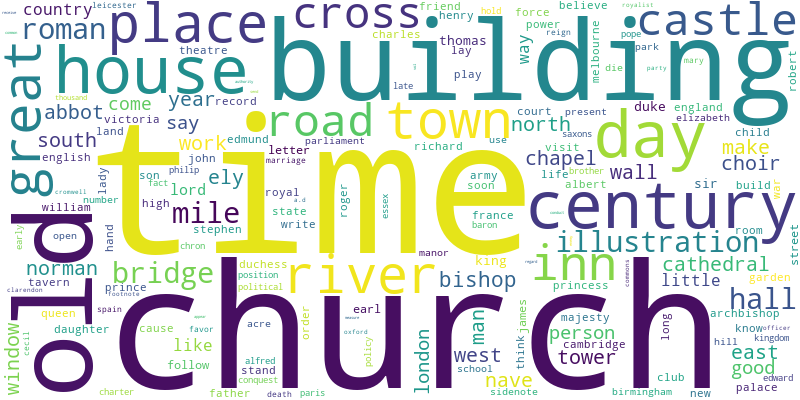 country leicester
place cross
charles friend henry hold
force power believe
reign pope royalist
castle
roman house building
theatre thomas lay play way
melbourne die park party mary robert
great abbot come year record
victoria say land
south english
work edmund
road town
letter parliament marriage
richard use
north court present saxons
duke england elizabeth
day child make
visit chapel choir
lady son philip john
fact a.d
ely lord royal
time
army soon life albert brother
wall sir build
old william number high mile
stephen state write roger essex
france baron
century room war street
open hand chron
norman bridge
tavern prince
duchess position political
river manor king
bishop inn illustration
cathedral little
princess garden
clarendon footnote
queen spain
acre earl order
church
majesty archbishop
hall know officer
kingdom
window cecil daughter cause favor
like follow alfred stand conquest
oxford policy
london man west school
think james
person cambridge tower
commons long hill
east good
edward palace
nave sidenote
charter father death paris
birmingham club new
early cromwell thousand authority